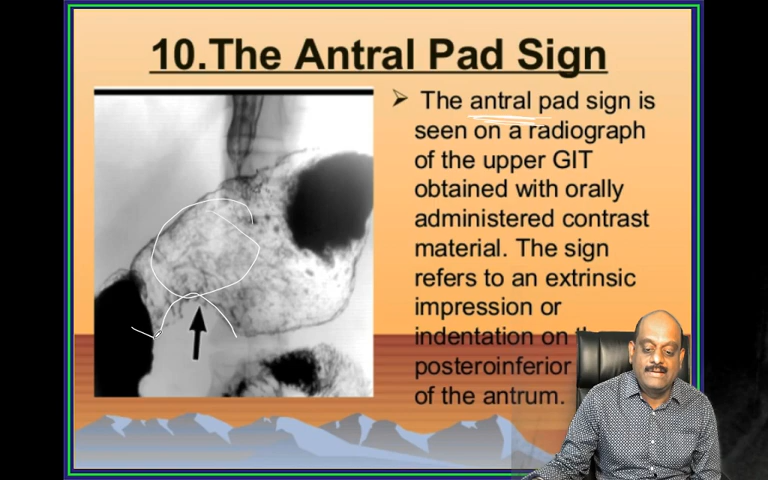 10.The Antral Pad Sign
The antral pad sign is
seen on a radiograph
of the upper GIT
obtained with orally
administered contrast
material. The sign
refers to an extrinsic
impression or
indentation on
posteroinferior
of the antrum.